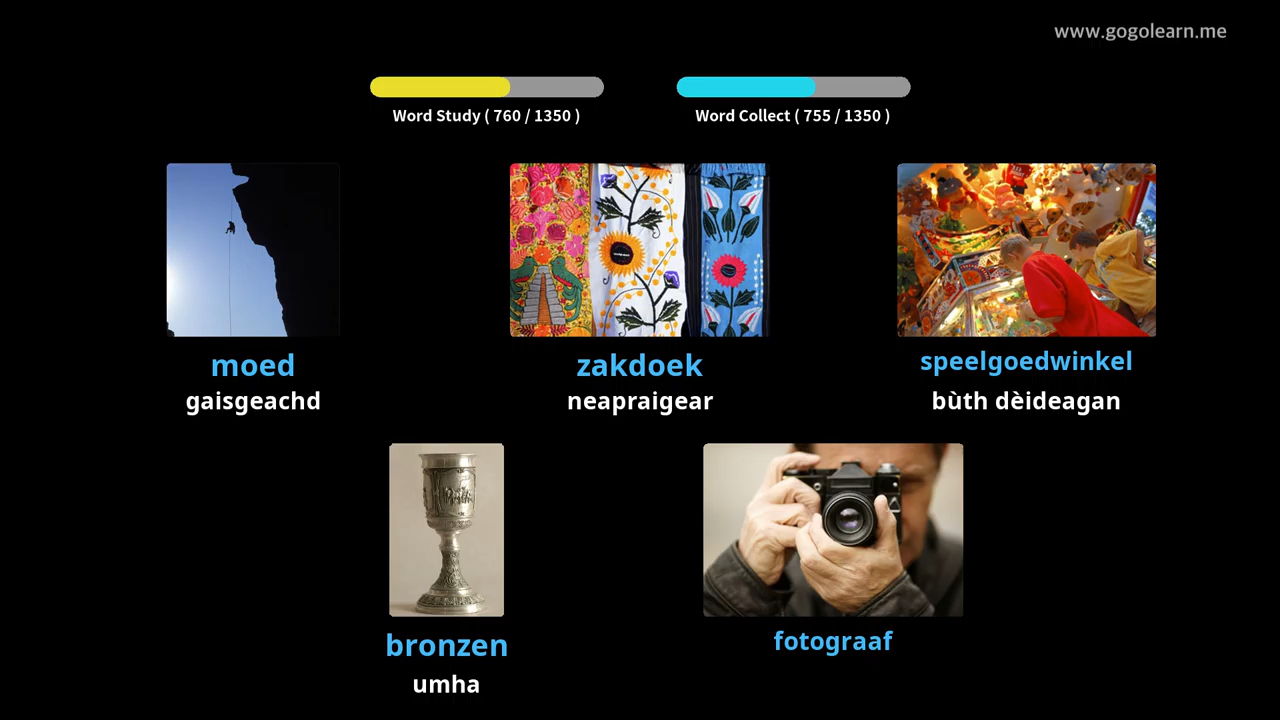 www.gogolearn.me
Word Study ( 760 / 1350 )
Word Collect ( 755 / 1350 )
moed
gaisgeachd
zakdoek
neapraigear
speelgoedwinkel
bùth dèideagan
bronzen
umha
fotograaf